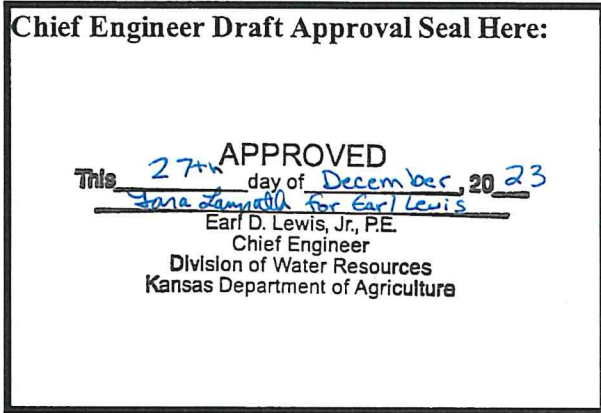 Chief Engineer Draft Approval Seal Here:
APPROVED
This 27th day of December, 20 23
for Earl Lewis
Earl D. Lewis, Jr., P.E.
Chief Engineer
Division of Water Resources
Kansas Department of Agriculture